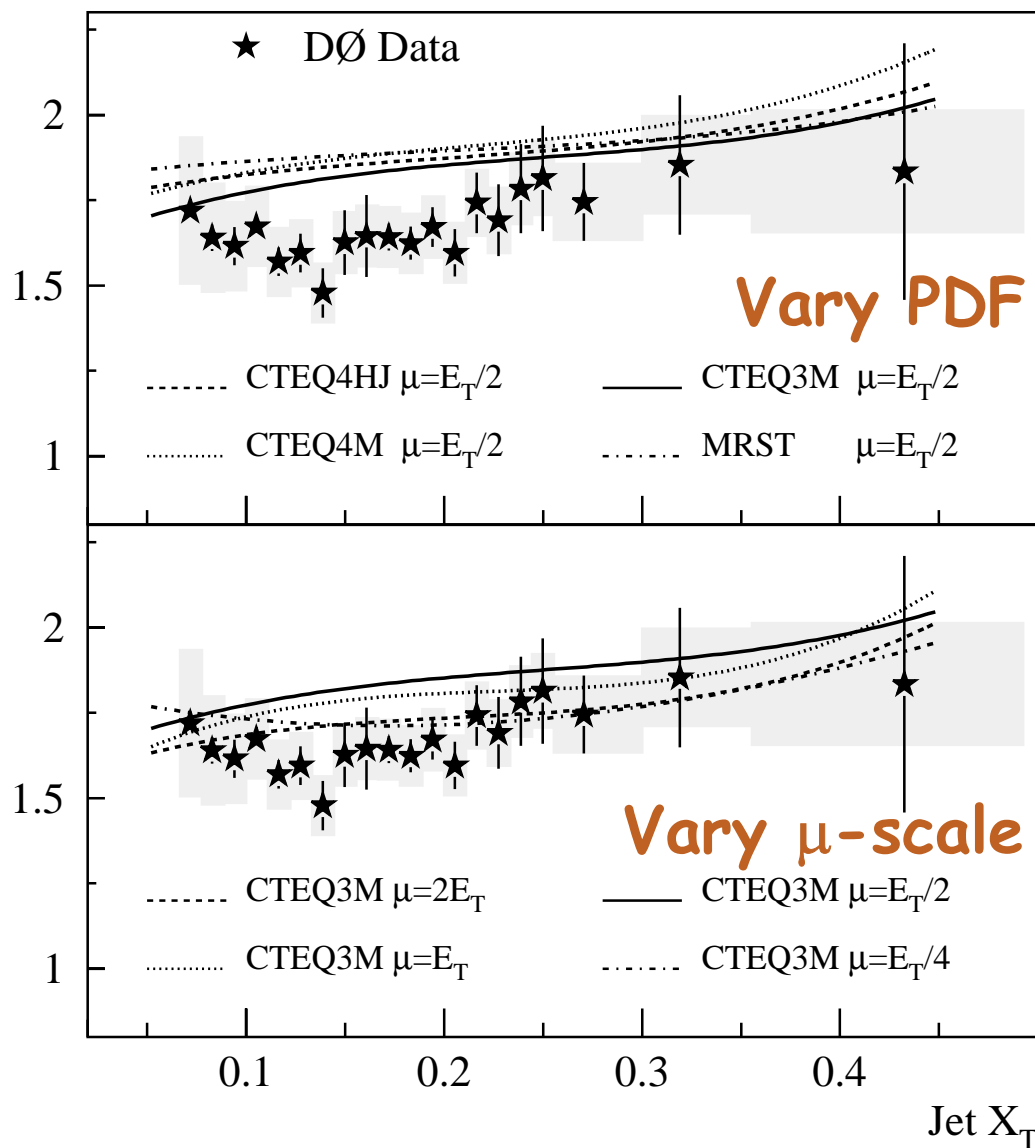 2
1.5
1
DØ Data
Vary PDF
CTEQ4HJ μ=E_T/2
CTEQ3M μ=E_T/2
CTEQ4M μ=E_T/2
MRST μ=E_T/2
2
1.5
1
Vary μ-scale
CTEQ3M μ=2E_T
CTEQ3M μ=E_T/2
CTEQ3M μ=E_T
CTEQ3M μ=E_T/4
0.1 0.2 0.3 0.4
Jet X_T